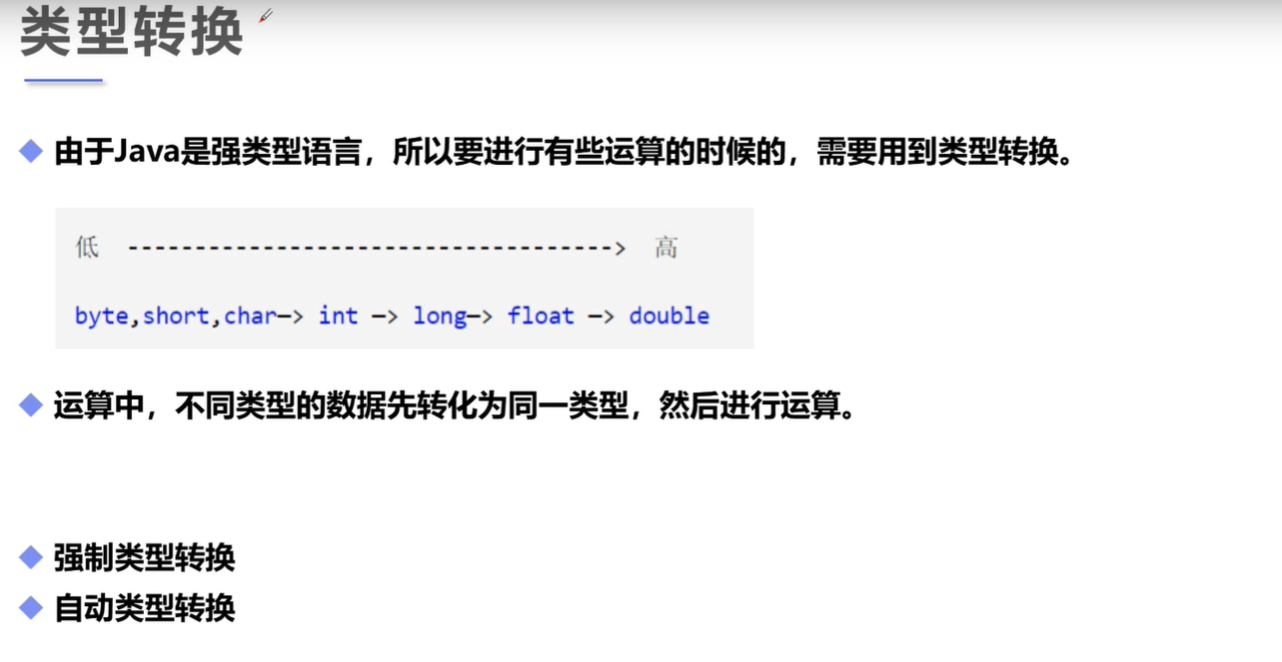 类型转换
由于Java是强类型语言，所以要进行有些运算的时候的，需要用到类型转换。
低 ------------------------------------> 高
byte,short,char—> int —> long—> float —> double
运算中，不同类型的数据先转化为同一类型，然后进行运算。
强制类型转换
自动类型转换